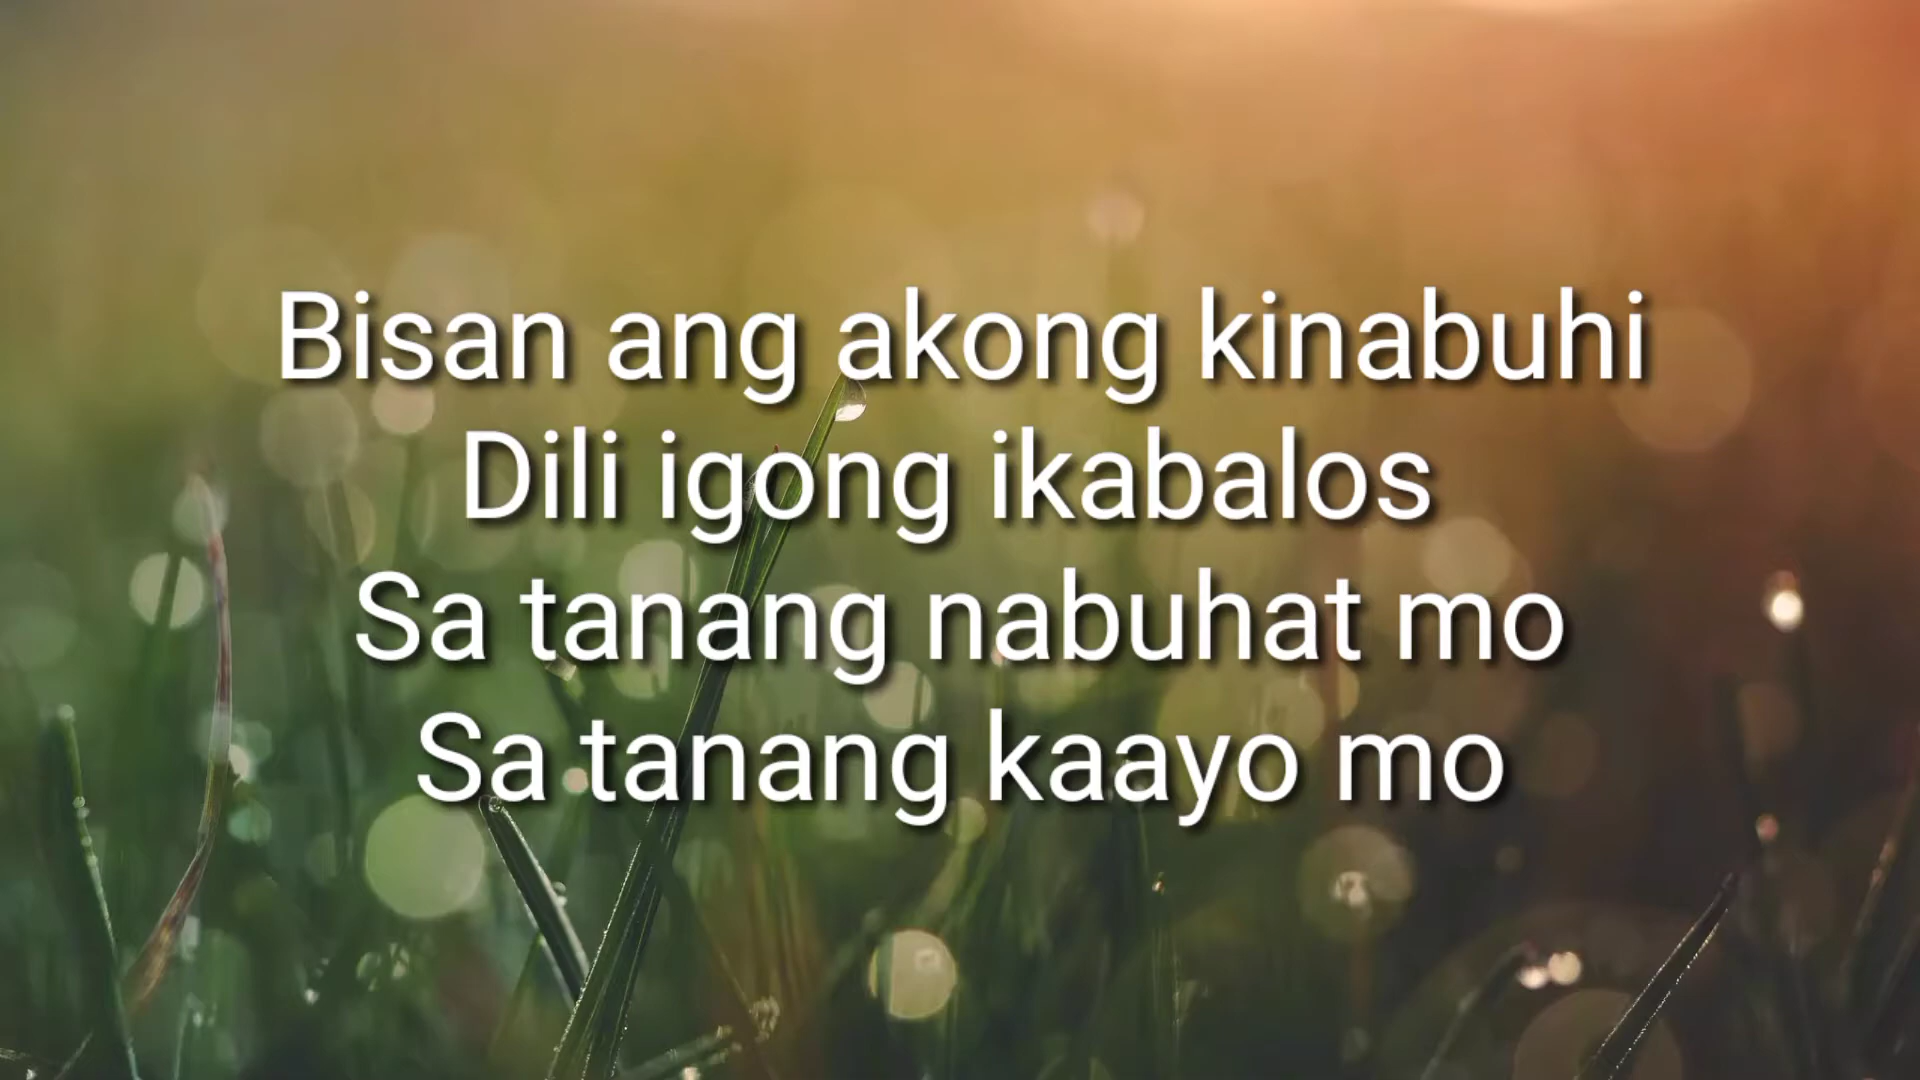 Bisan ang akong kinabuhi
Dili igong ikabalos
Sa tanang nabuhat mo
Sa tanang kaayo mo